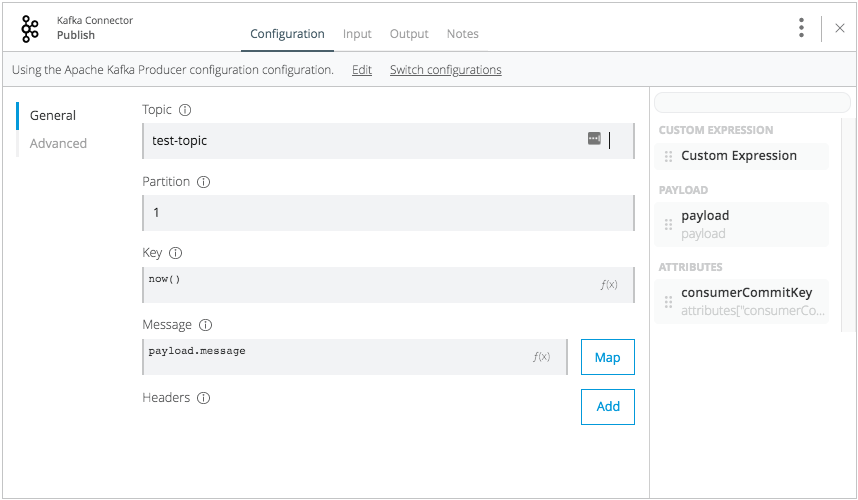 Kafka Connector
Publish
Configuration Input Output Notes
Using the Apache Kafka Producer configuration configuration. Edit Switch configurations
General
Advanced
Topic
test-topic
Partition
1
Key
now()
f(x)
Message
payload.message
f(x)
Map
Headers
Add
CUSTOM EXPRESSION
Custom Expression
PAYLOAD
payload
payload
ATTRIBUTES
consumerCommitKey
attributes["consumerCo...